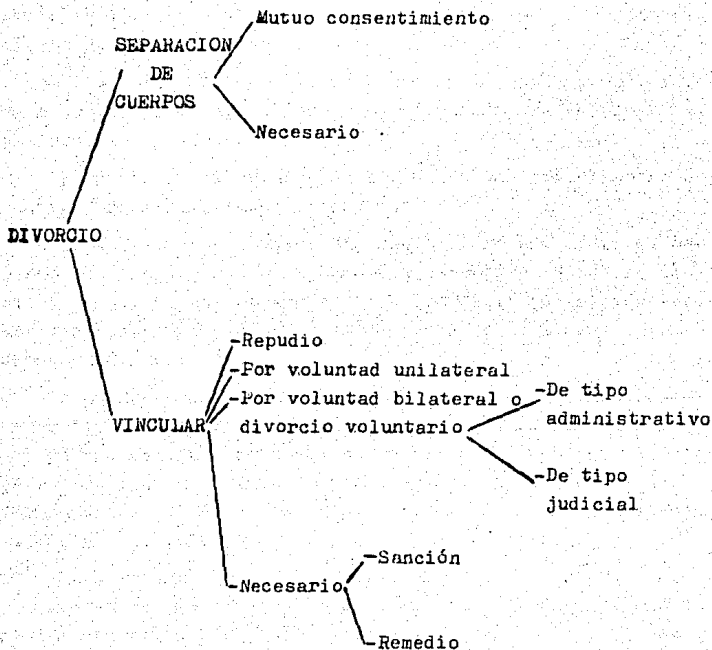 -Mutuo consentimiento
SEPARACION
DE
CUERPOS
-Necesario
DIVORCIO
-Repudio
-Por voluntad unilateral
-Por voluntad bilateral o
divorcio voluntario
-De tipo
administrativo
-De tipo
judicial
VINCULAR
-Necesario
-Sanción
-Remedio